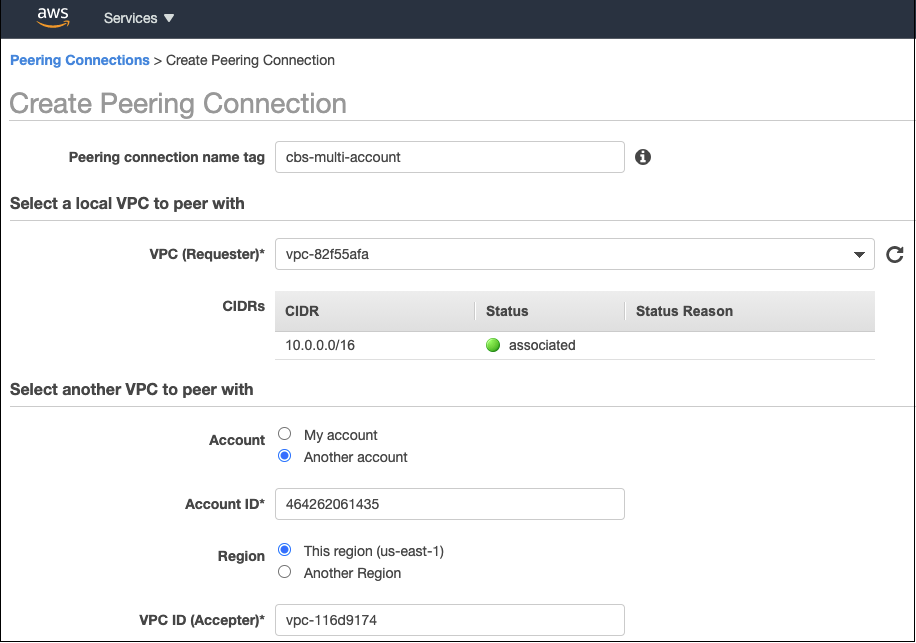 aws Services ▼
Peering Connections > Create Peering Connection
Create Peering Connection
Peering connection name tag cbs-multi-account
Select a local VPC to peer with
VPC (Requester)* vpc-82f55afa
CIDRs CIDR Status Status Reason
10.0.0.0/16 associated
Select another VPC to peer with
Account My account
Another account
Account ID* 464262061435
Region This region (us-east-1)
Another Region
VPC ID (Accepter)* vpc-116d9174